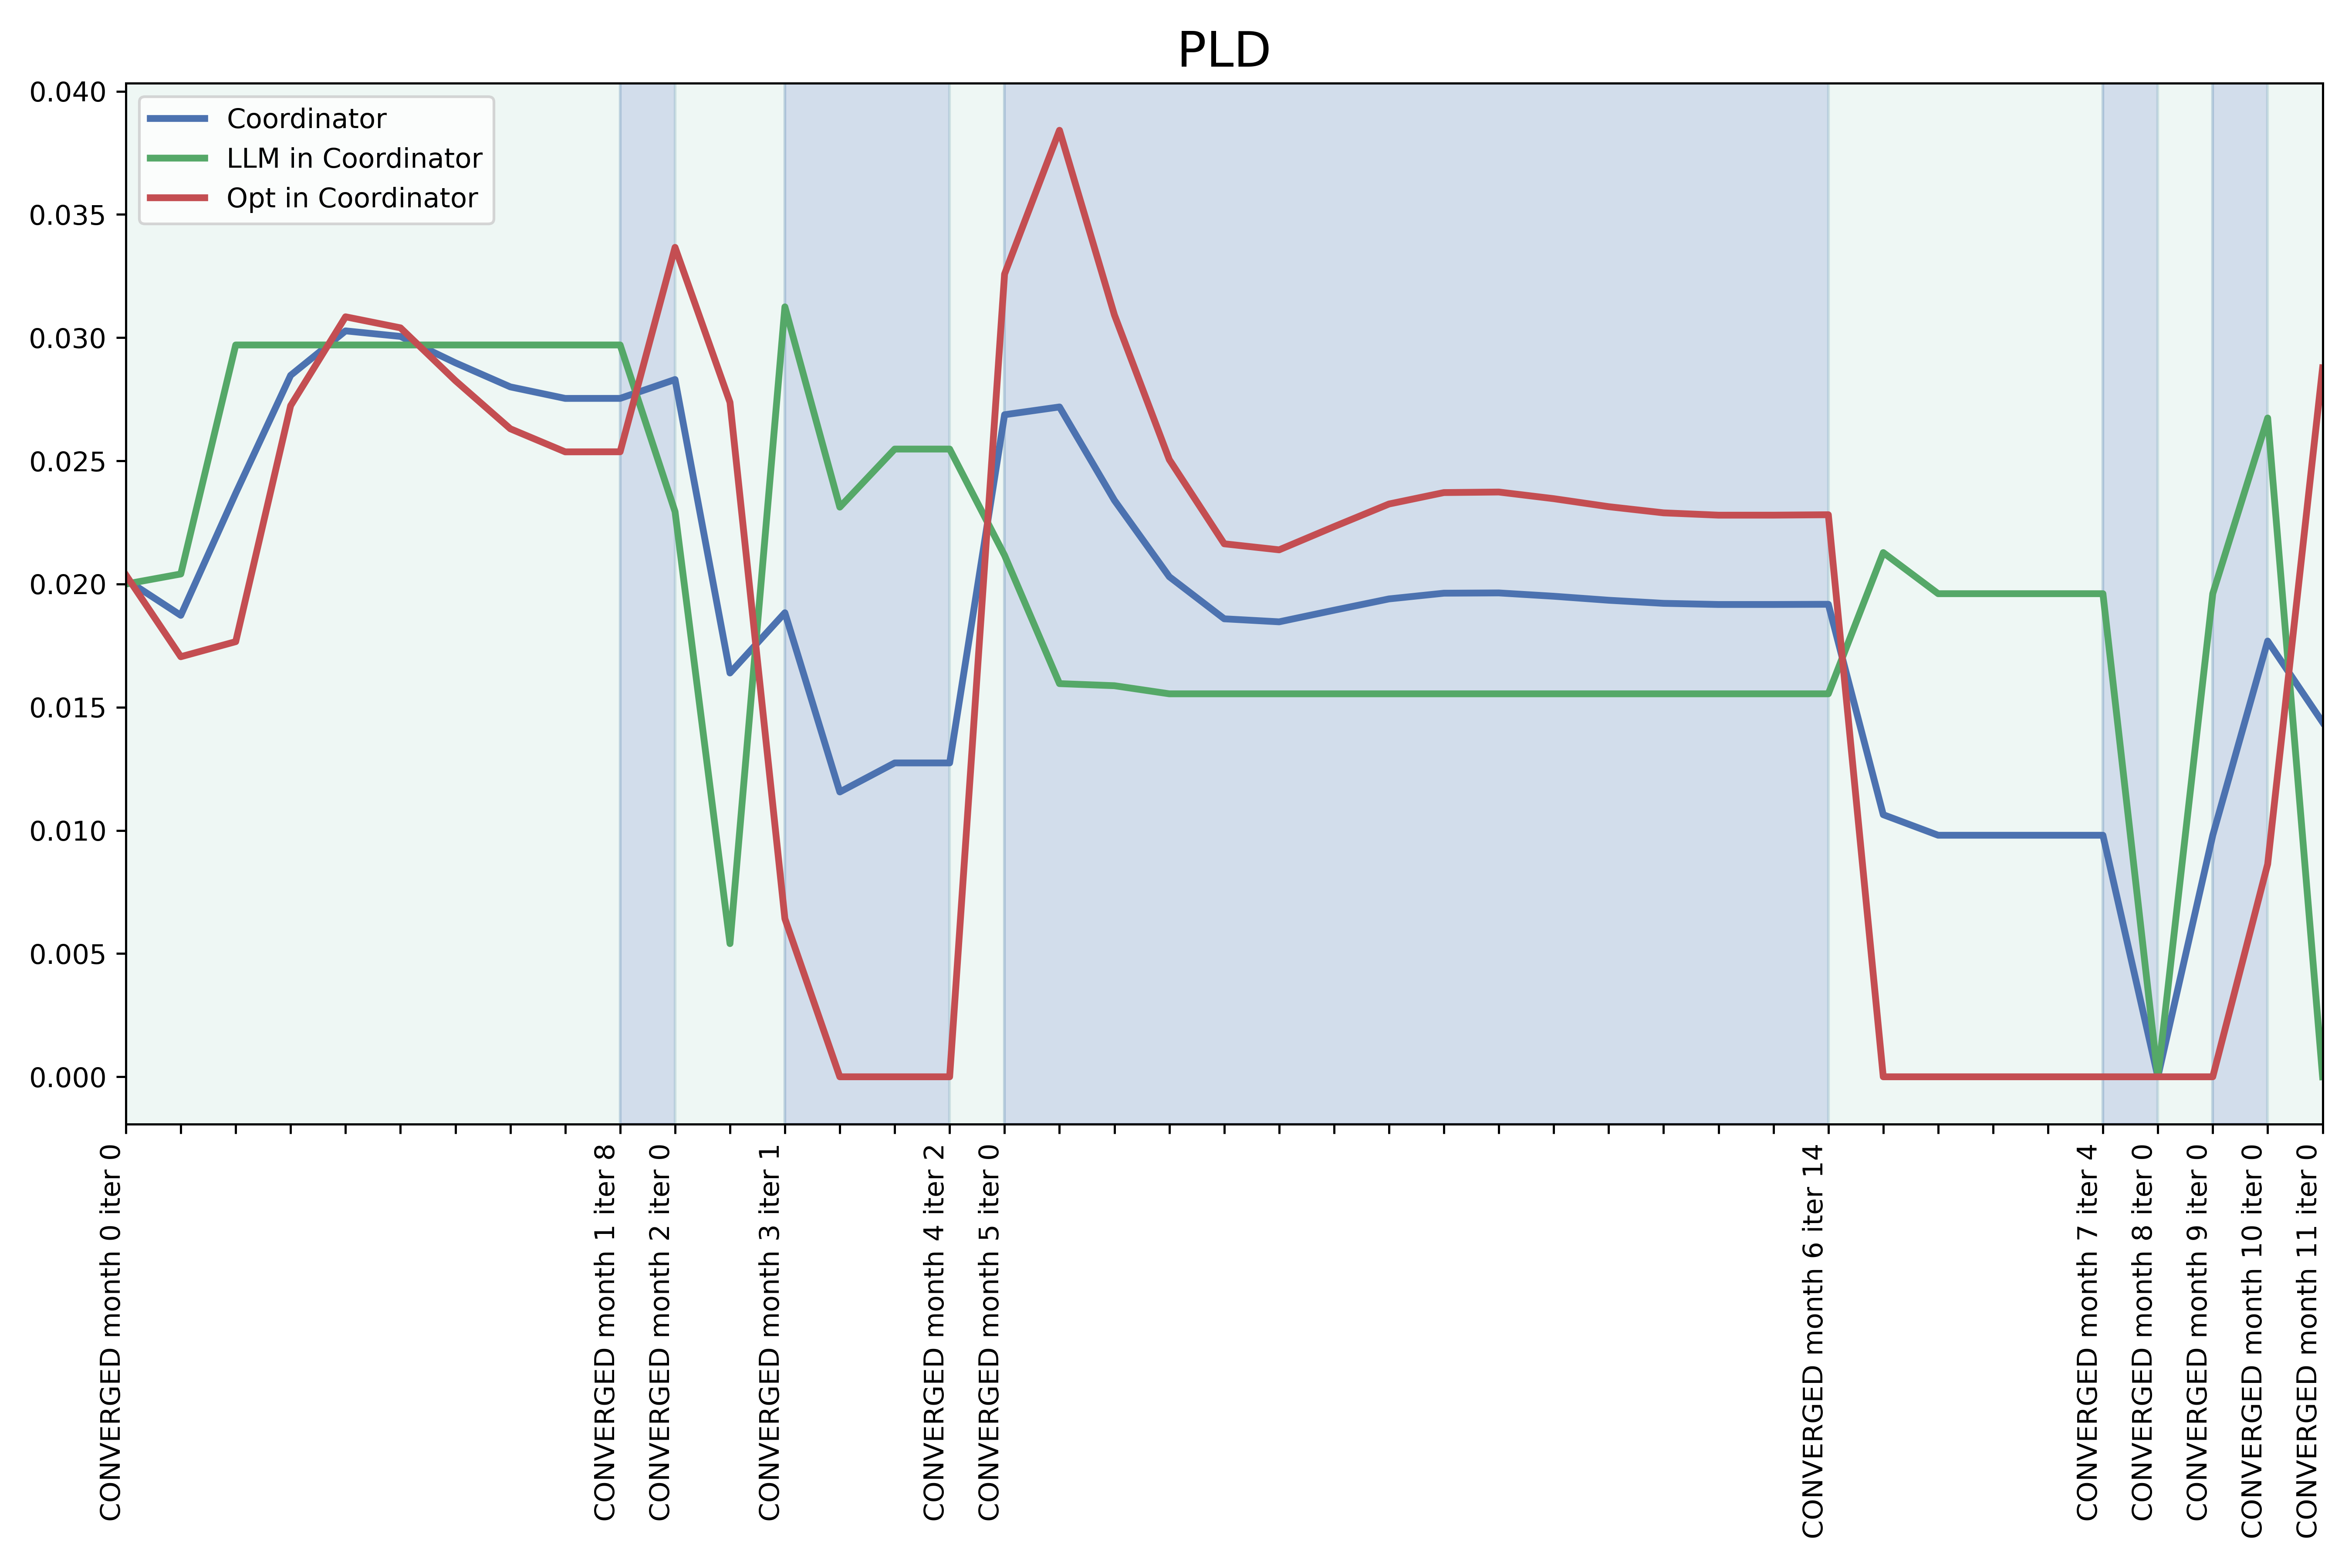 PLD
0.040
0.035
0.030
0.025
0.020
0.015
0.010
0.005
0.000
Coordinator
LLM in Coordinator
Opt in Coordinator
CONVERGED month 0 iter 0
CONVERGED month 1 iter 8
CONVERGED month 2 iter 0
CONVERGED month 3 iter 1
CONVERGED month 4 iter 2
CONVERGED month 5 iter 0
CONVERGED month 6 iter 14
CONVERGED month 7 iter 4
CONVERGED month 8 iter 0
CONVERGED month 9 iter 0
CONVERGED month 10 iter 0
CONVERGED month 11 iter 0